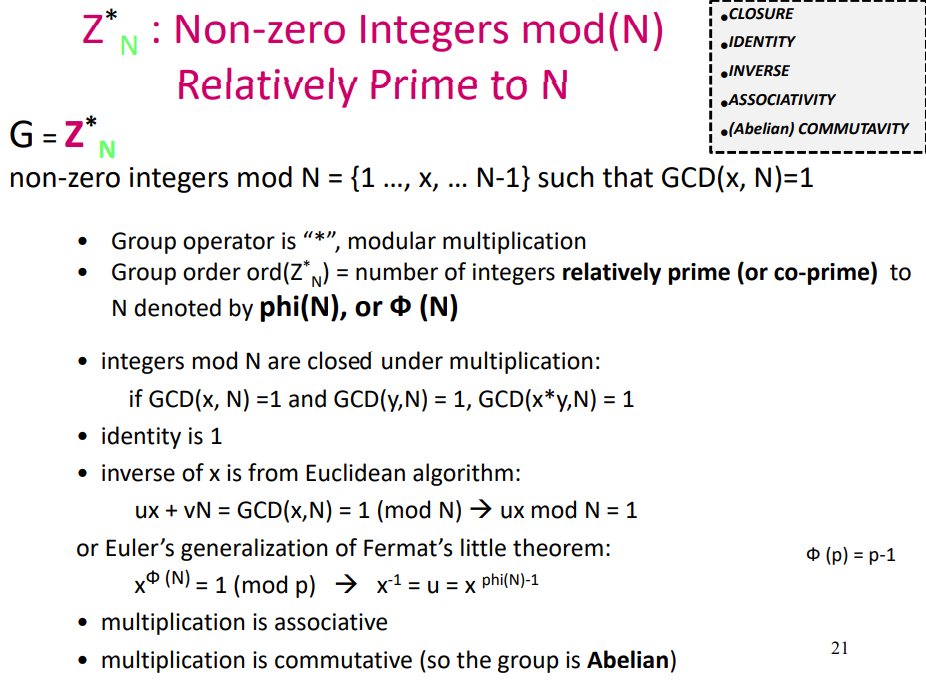 Z*N : Non-zero Integers mod(N)
Relatively Prime to N
•CLOSURE
•IDENTITY
•INVERSE
•ASSOCIATIVITY
•(Abelian) COMMUTAVITY
G = Z*N
non-zero integers mod N = {1 ..., x, ... N-1} such that GCD(x, N)=1
• Group operator is “*”, modular multiplication
• Group order ord(Z*N) = number of integers relatively prime (or co-prime) to
N denoted by phi(N), or Φ (N)
• integers mod N are closed under multiplication:
if GCD(x, N) =1 and GCD(y,N) = 1, GCD(x*y,N) = 1
• identity is 1
• inverse of x is from Euclidean algorithm:
ux + vN = GCD(x,N) = 1 (mod N) → ux mod N = 1
or Euler’s generalization of Fermat’s little theorem:
Φ (p) = p-1
xΦ (N) = 1 (mod p) → x-1 = u = x phi(N)-1
• multiplication is associative
• multiplication is commutative (so the group is Abelian)
21